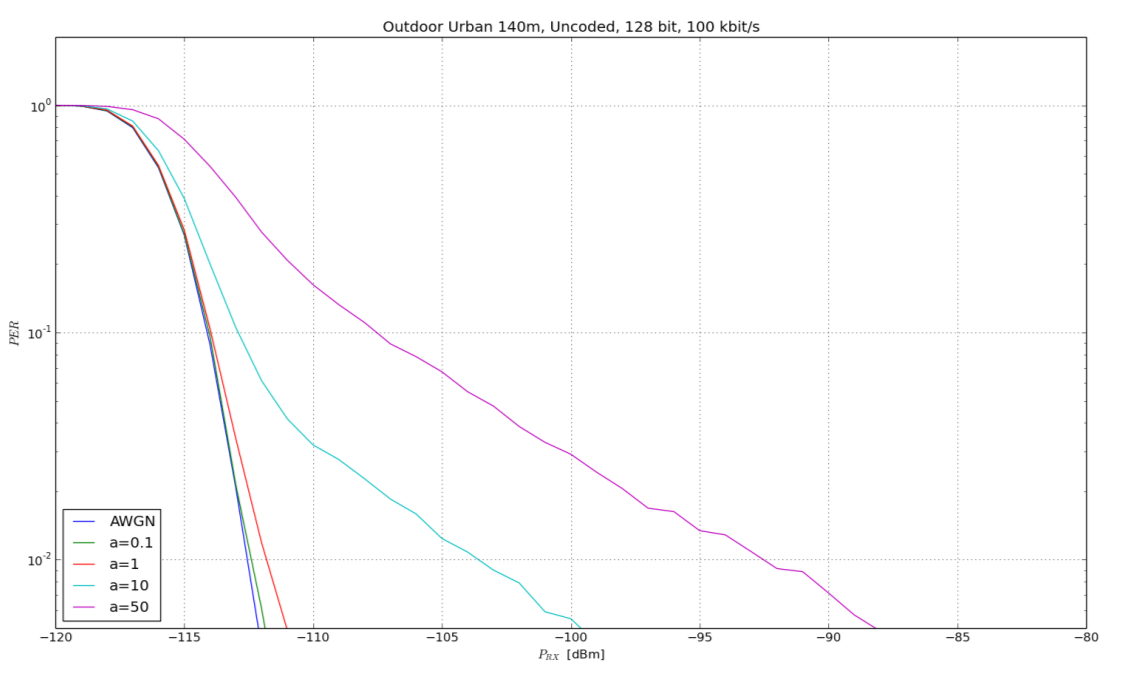 Outdoor Urban 140m, Uncoded, 128 bit, 100 kbit/s
10^0
10^-1
10^-2
PER
AWGN
a=0.1
a=1
a=10
a=50
−120 −115 −110 −105 −100 −95 −90 −85 −80
P_RX [dBm]